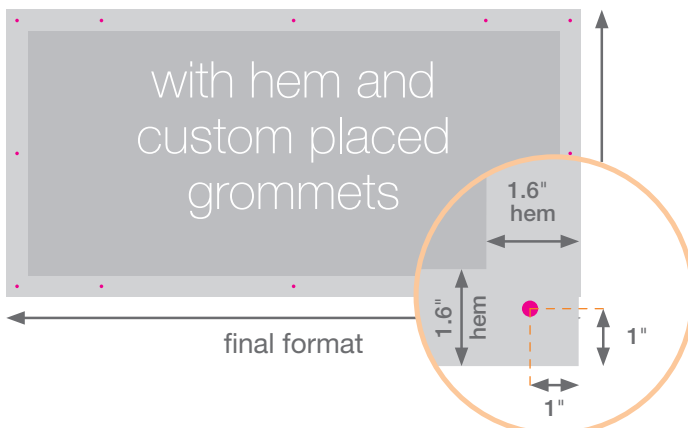 with hem and
custom placed
grommets
1.6"
hem
1.6"
hem
final format
1"
1"